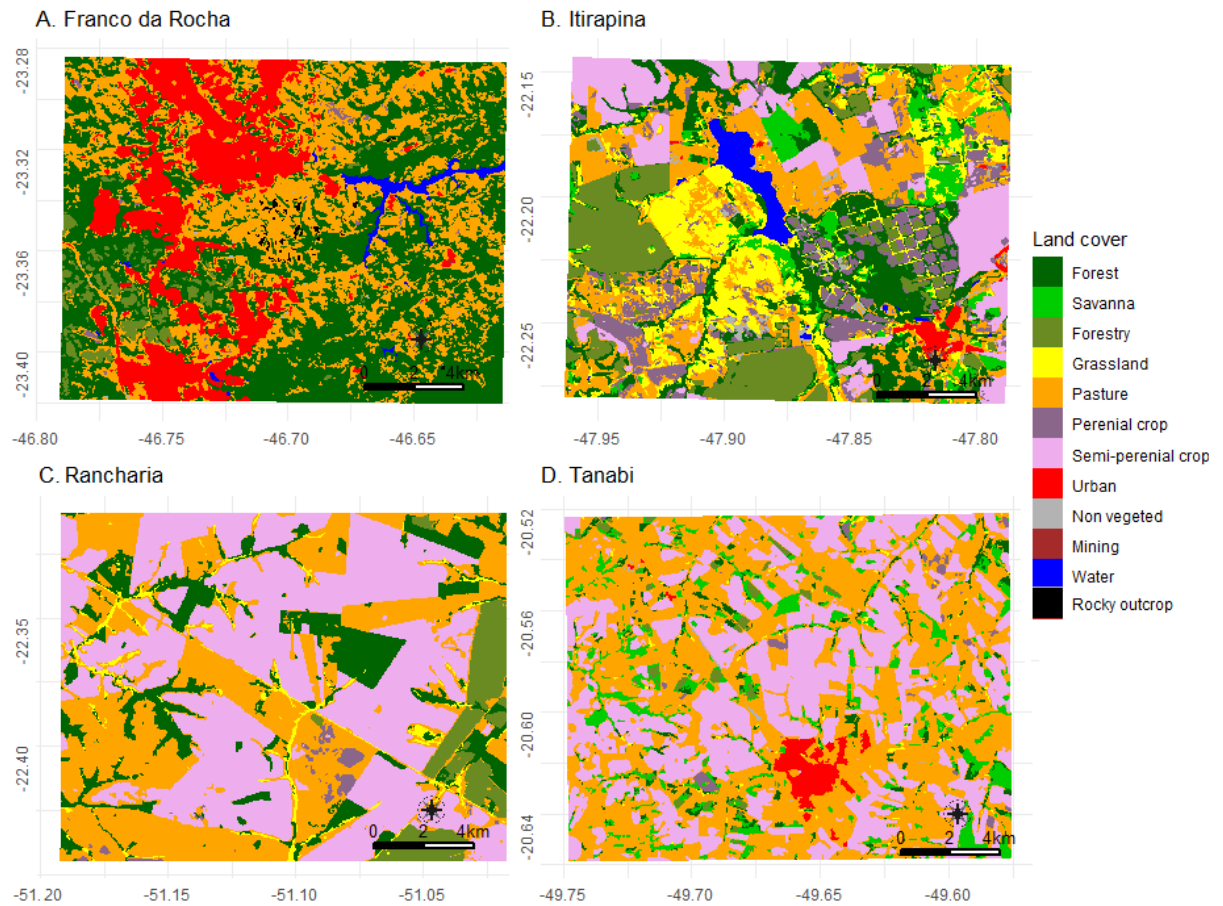 A. Franco da Rocha
B. Itirapina
-23.28
-23.32
-23.36
-23.40
0 2 4km
-46.80 -46.75 -46.70 -46.65
22.15
-22.20
-22.25
0 2 4km
-47.95 -47.90 -47.85 -47.80
Land cover
Forest
Savanna
Forestry
Grassland
Pasture
Perenial crop
Semi-perenial crop
Urban
Non vegeted
Mining
Water
Rocky outcrop
C. Rancharia
D. Tanabi
-22.35
-22.40
0 2 4km
-51.20 -51.15 -51.10 -51.05
-20.52
-20.56
-20.60
-20.64
0 2 4km
-49.75 -49.70 -49.65 -49.60